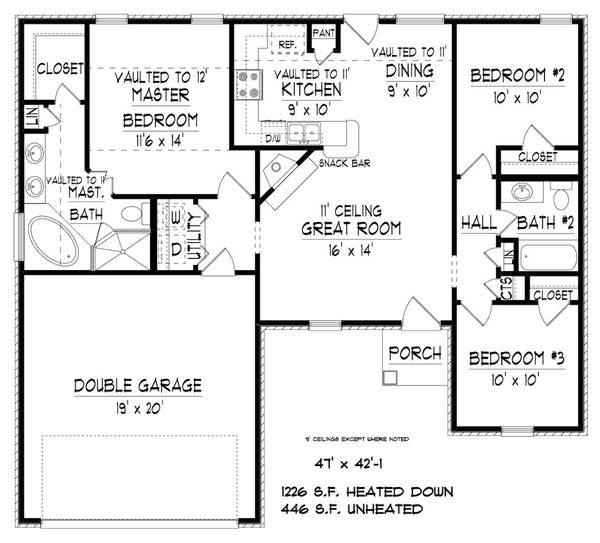 CLOSET
LIN
VAULTED TO 12'
MASTER
BEDROOM
11'6 x 14'
REF.
PANT
VAULTED TO 11'
KITCHEN
9' x 10'
D/W
SNACK BAR
VAULTED TO 11'
DINING
9' x 10'
BEDROOM #2
10' x 10'
CLOSET
VAULTED TO 11'
MAST.
BATH
W
D
UTILITY
11' CEILING
GREAT ROOM
16' x 14'
HALL
BATH #2
LIN
CTS
CLOSET
BEDROOM #3
10' x 10'
PORCH
DOUBLE GARAGE
19' x 20'
9' CEILINGS EXCEPT WHERE NOTED
47' x 42'-1
1226 S.F. HEATED DOWN
446 S.F. UNHEATED